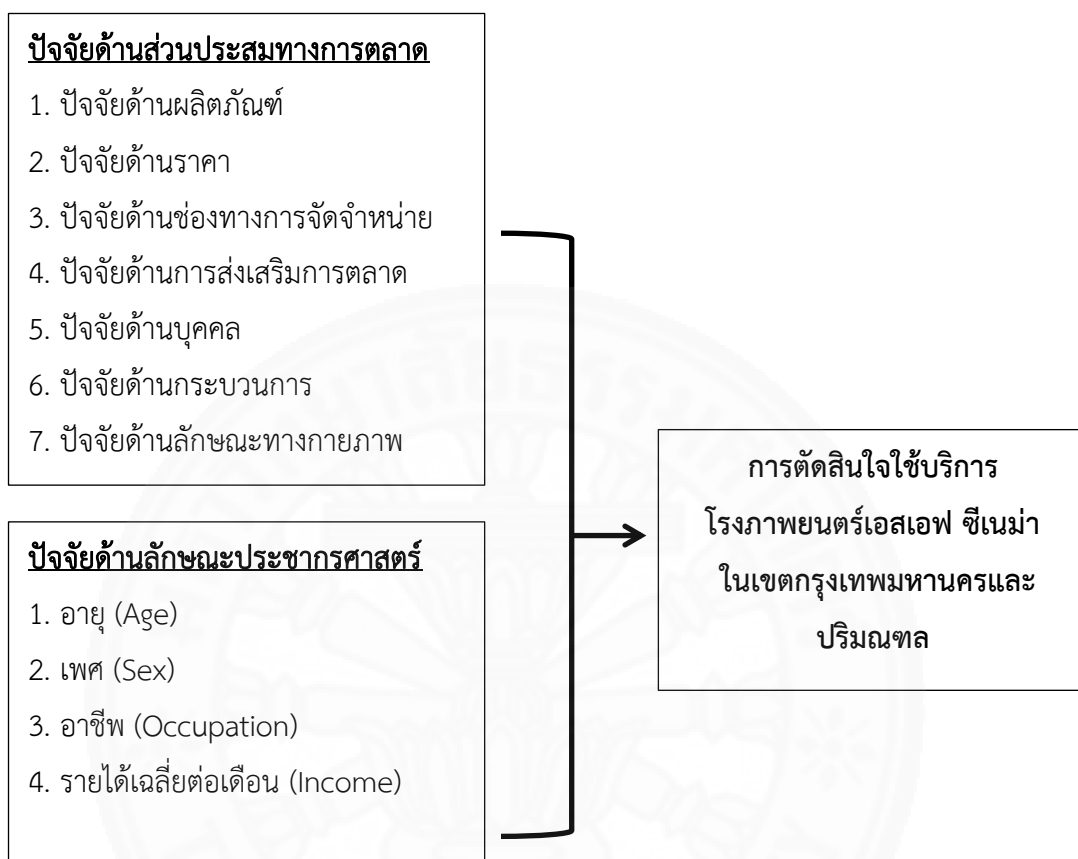 ปัจจัยด้านส่วนประสมทางการตลาด
1. ปัจจัยด้านผลิตภัณฑ์
2. ปัจจัยด้านราคา
3. ปัจจัยด้านช่องทางการจัดจำหน่าย
4. ปัจจัยด้านการส่งเสริมการตลาด
5. ปัจจัยด้านบุคคล
6. ปัจจัยด้านกระบวนการ
7. ปัจจัยด้านลักษณะทางกายภาพ
ปัจจัยด้านลักษณะประชากรศาสตร์
1. อายุ (Age)
2. เพศ (Sex)
3. อาชีพ (Occupation)
4. รายได้เฉลี่ยต่อเดือน (Income)
การตัดสินใจใช้บริการ
โรงภาพยนตร์เอสเอฟ ซีเนม่า
ในเขตกรุงเทพมหานครและ
ปริมณฑล